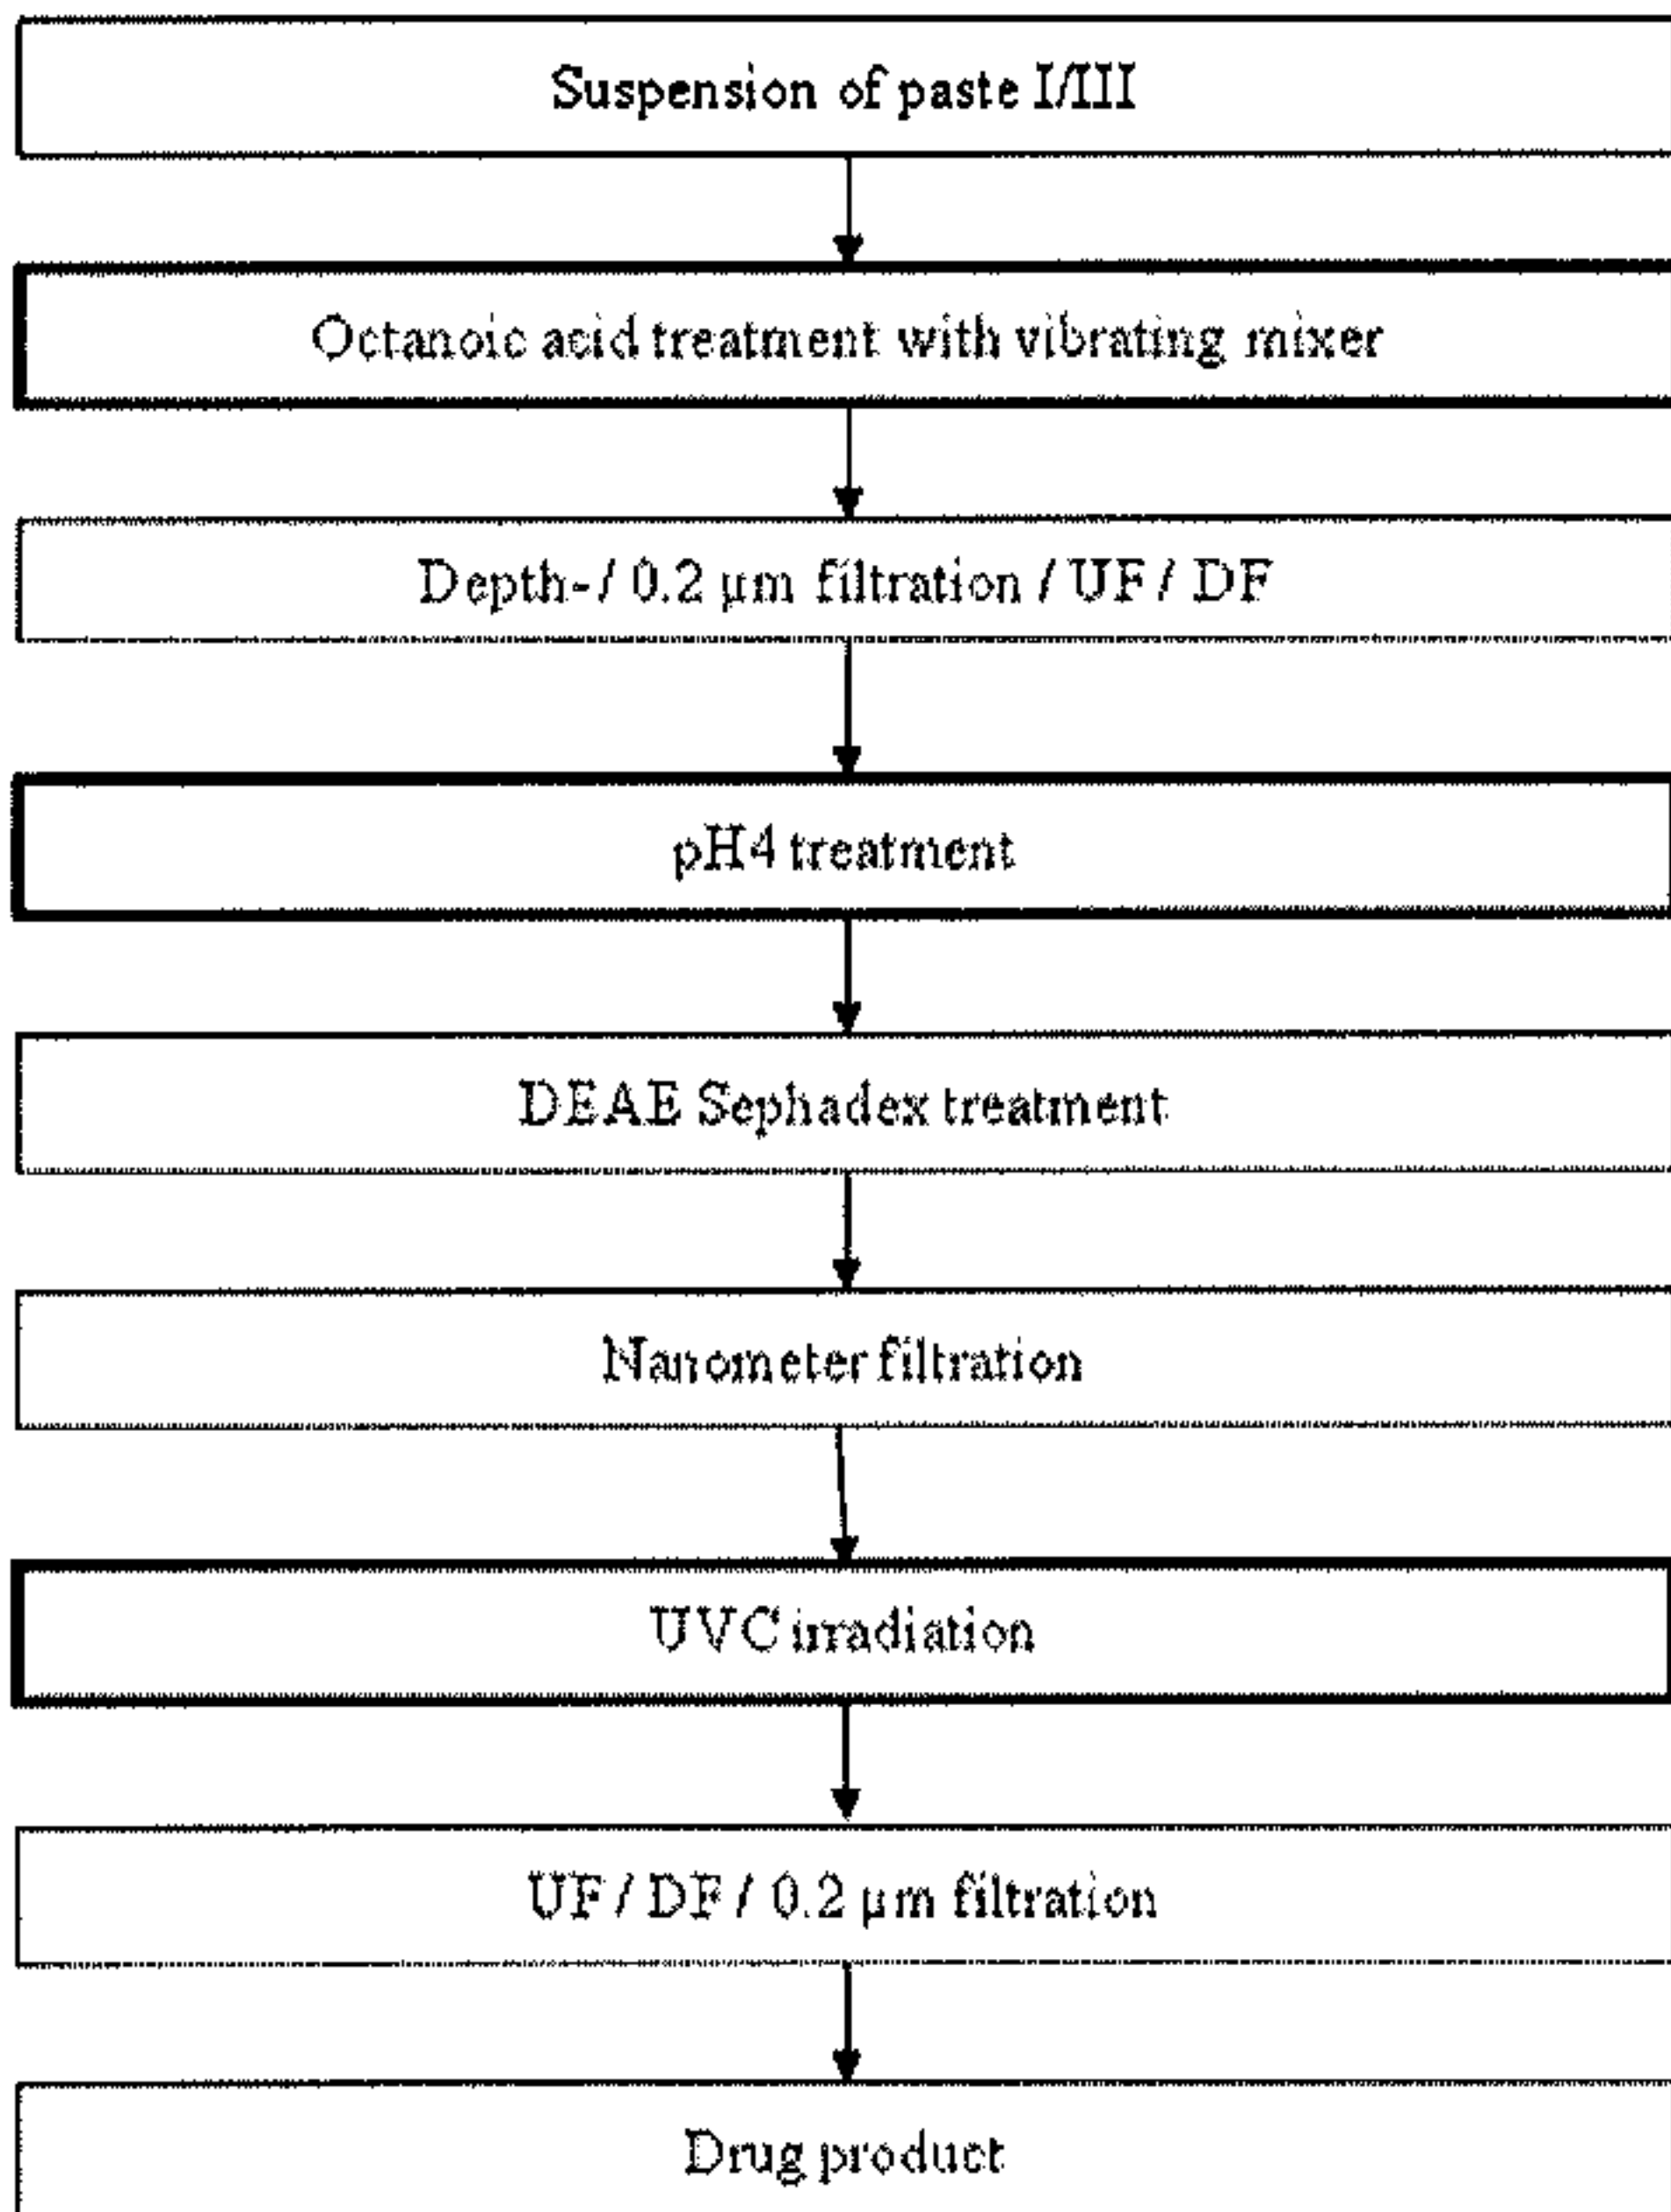 Suspension of paste I/III
Octanoic acid treatment with vibrating mixer
Depth- / 0.2 µm filtration / UF / DF
pH4 treatment
DEAE Sephadex treatment
Nanometer filtration
UVC irradiation
UF / DF / 0.2 µm filtration
Drug product